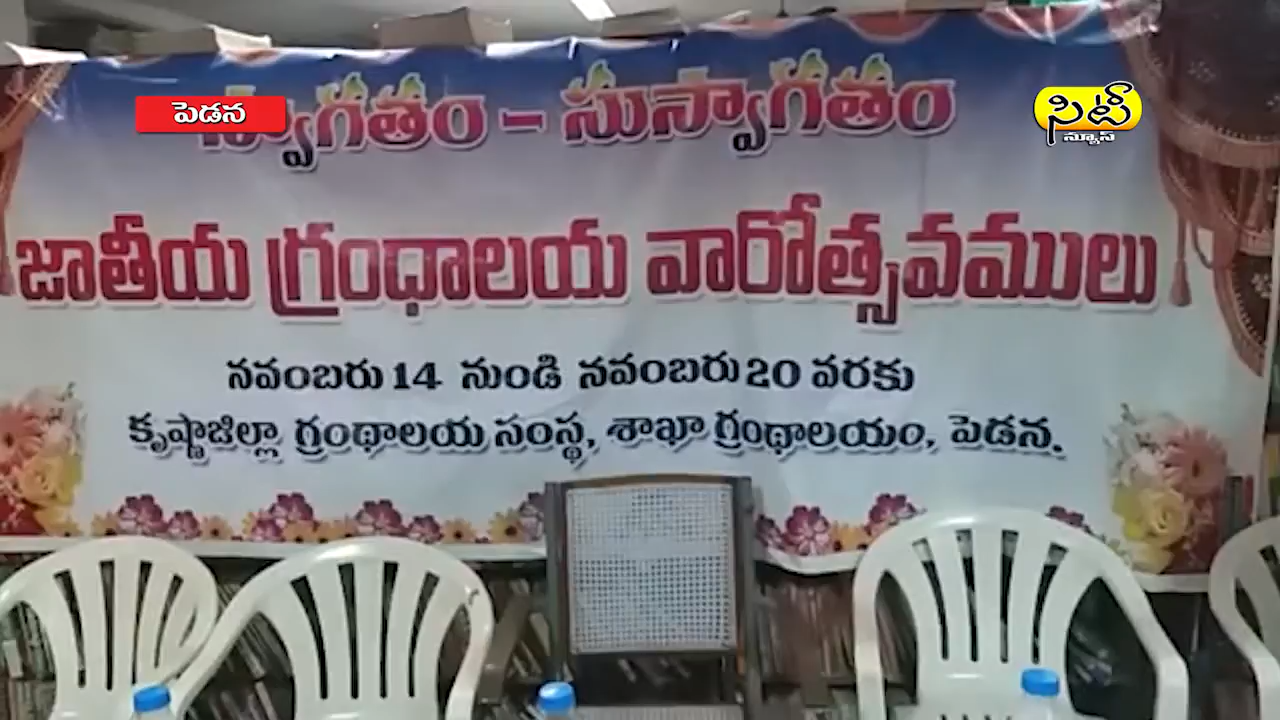 పెడన
స్వాగతం - సుస్వాగతం
సిటీ
న్యూస్
జాతీయ గ్రంధాలయ వారోత్సవములు
నవంబరు 14 నుండి నవంబరు 20 వరకు
కృష్ణాజిల్లా గ్రంథాలయ సంస్థ, శాఖా గ్రంథాలయం, పెడన.